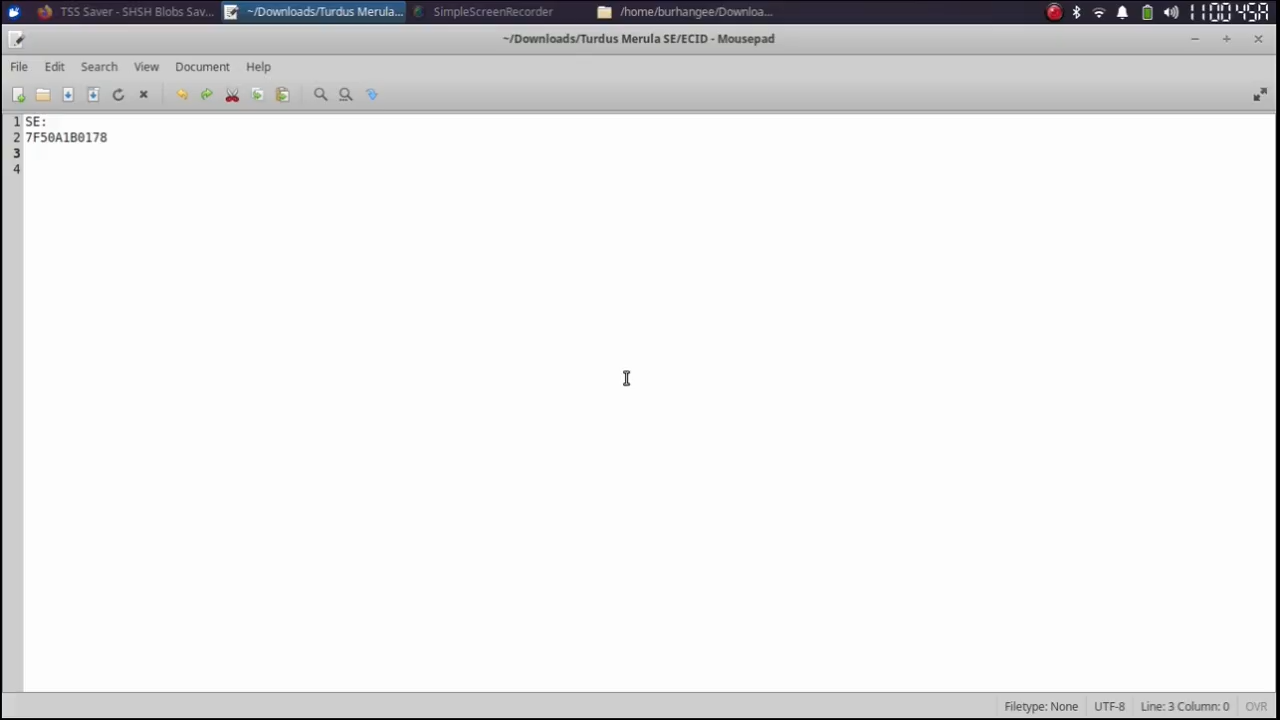 TSS Saver - SHSH Blobs Sav...
~/Downloads/Turdus Merula...
SimpleScreenRecorder
/home/burhangee/Downloa...
11:00:45A
~/Downloads/Turdus Merula SE/ECID - Mousepad
File Edit Search View Document Help
1 SE:
2 7F50A1B0178
3
4
Filetype: None UTF-8 Line: 3 Column: 0 OVR